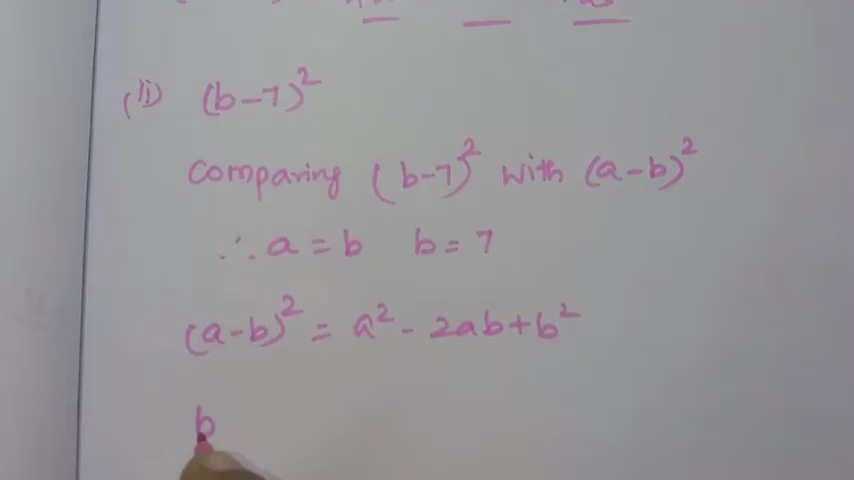 (ii) (b-7)²
Comparing (b-7)² with (a-b)²
∴ a = b b = 7
(a-b)² = a² - 2ab + b²
b